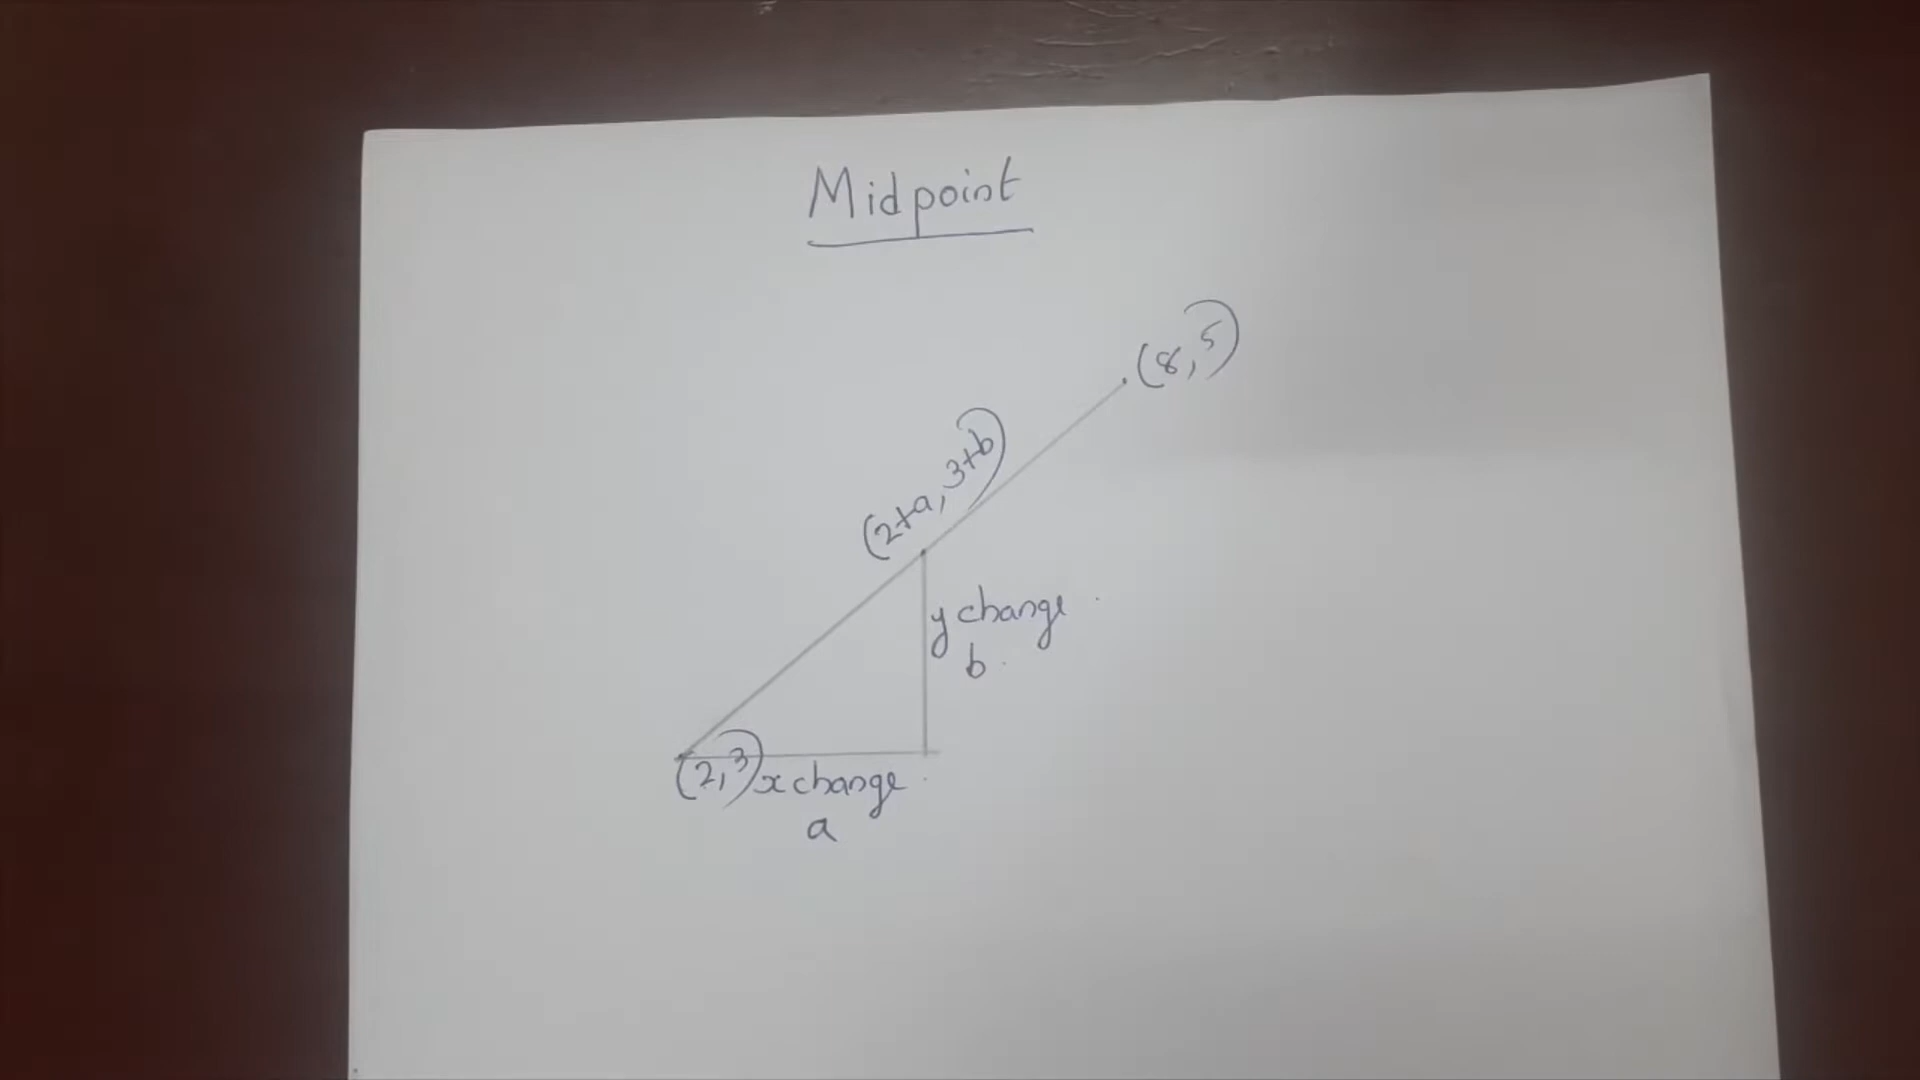 Midpoint
(8,5)
(2+a, 3+b)
y change
b
(2,3) x change
a